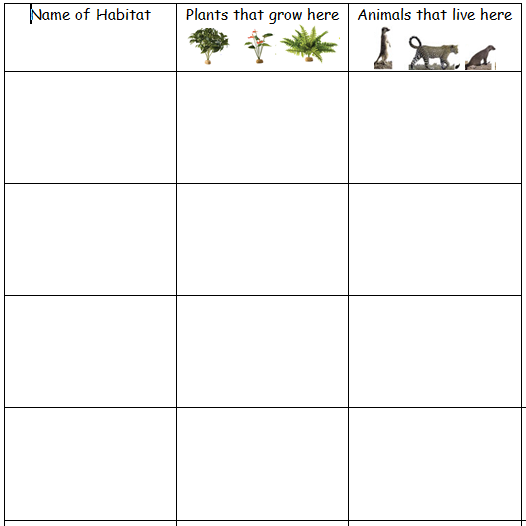 Name of Habitat
Plants that grow here
Animals that live here